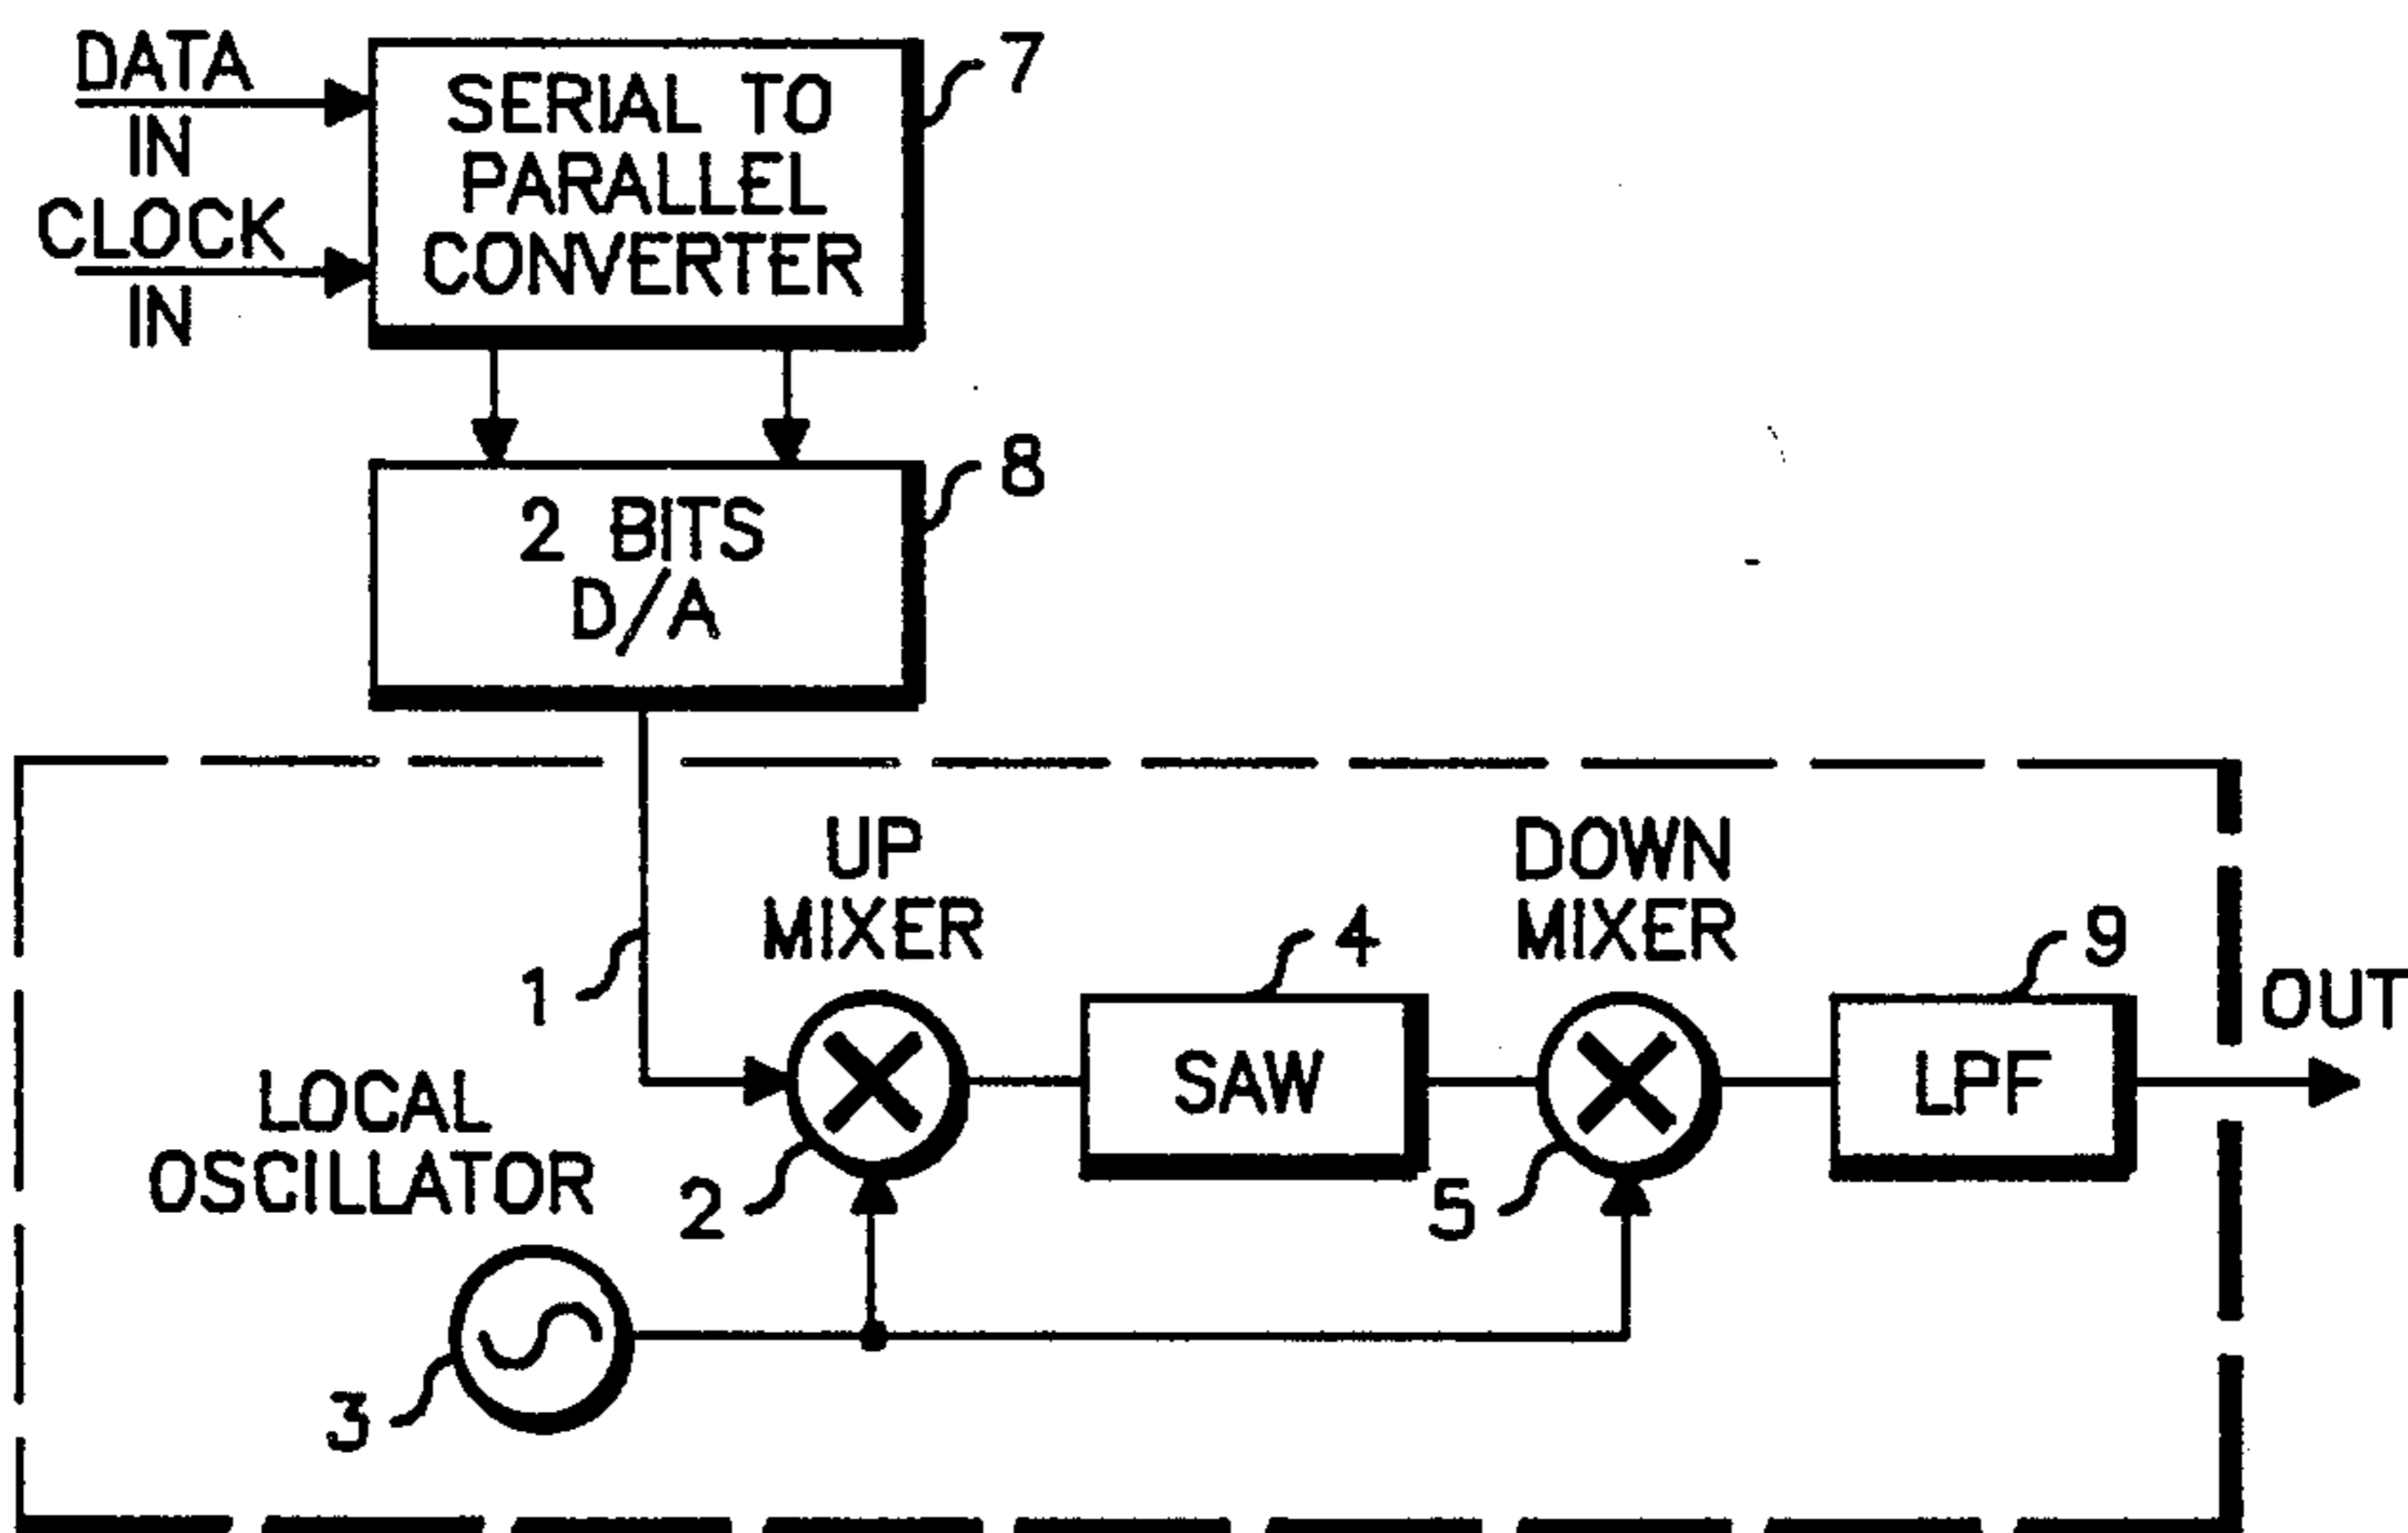 DATA
IN
CLOCK
IN
SERIAL TO
PARALLEL
CONVERTER
7
2 BITS
D/A
8
1
UP
MIXER
2
LOCAL
OSCILLATOR
3
SAW
4
DOWN
MIXER
5
LPF
9
OUT